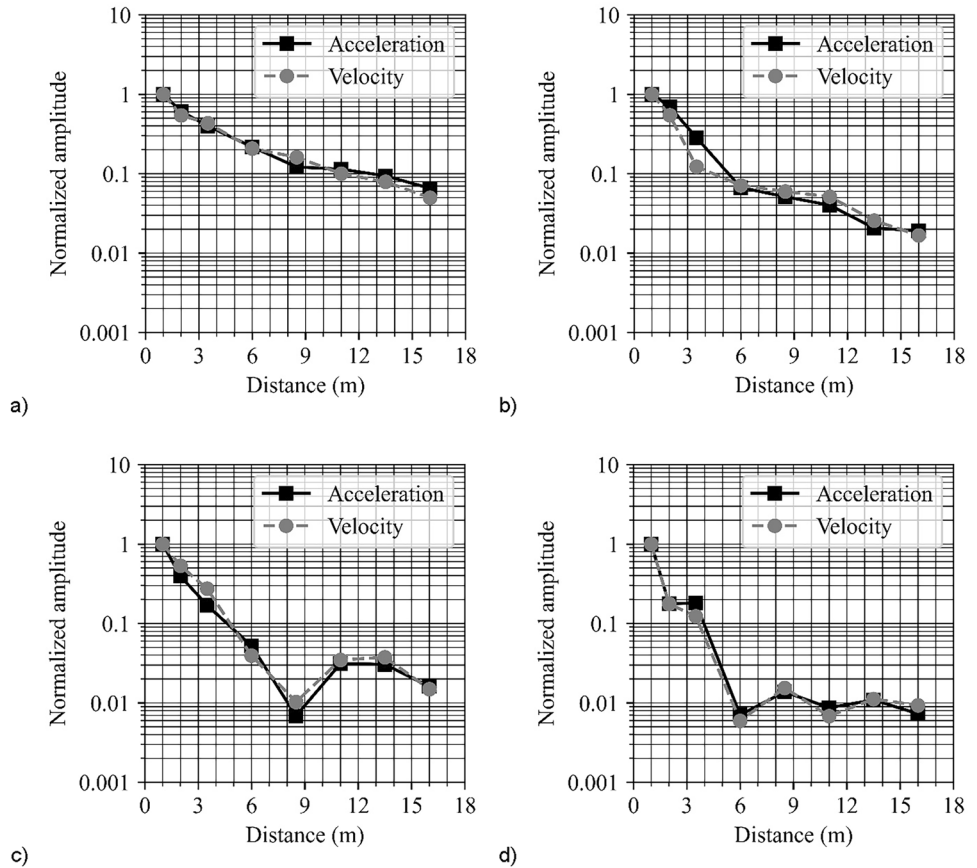 10
1
0.1
0.01
0.001
Normalized amplitude
Acceleration
Velocity
0 3 6 9 12 15 18
Distance (m)
a)
10
1
0.1
0.01
0.001
Normalized amplitude
Acceleration
Velocity
0 3 6 9 12 15 18
Distance (m)
b)
10
1
0.1
0.01
0.001
Normalized amplitude
Acceleration
Velocity
0 3 6 9 12 15 18
Distance (m)
c)
10
1
0.1
0.01
0.001
Normalized amplitude
Acceleration
Velocity
0 3 6 9 12 15 18
Distance (m)
d)